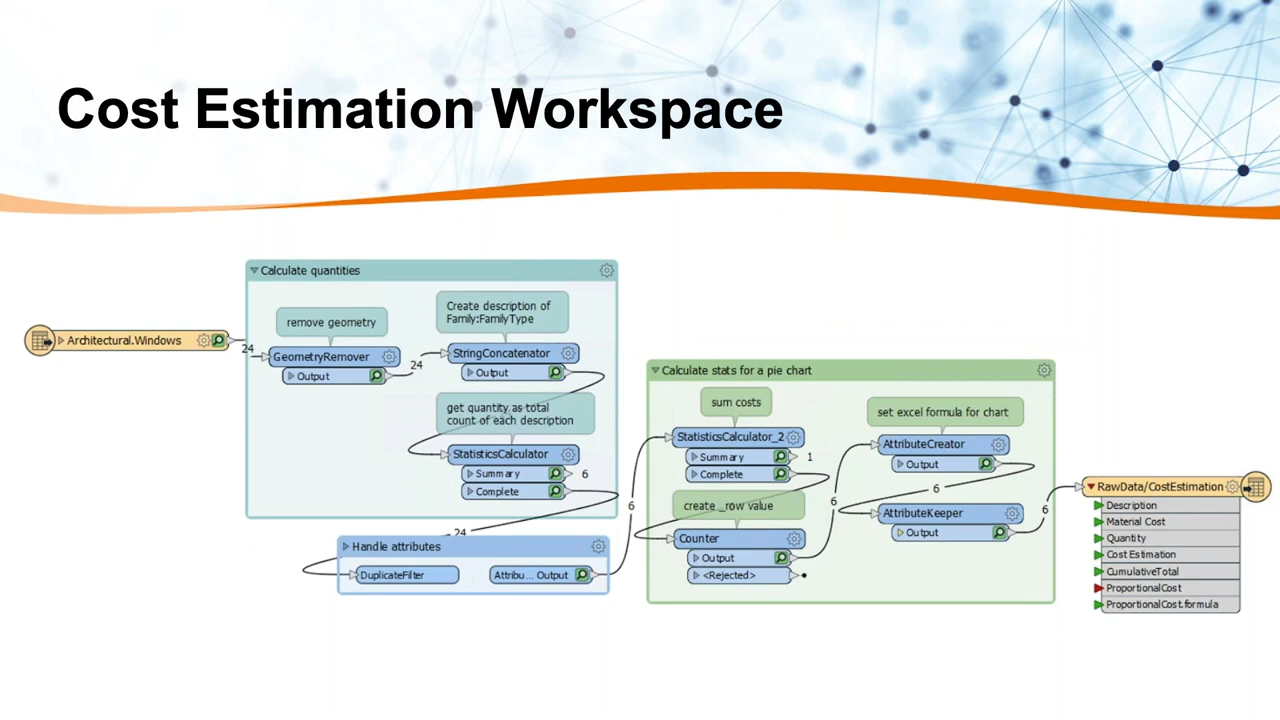 Cost Estimation Workspace
Calculate quantities
remove geometry
Create description of
Family:FamilyType
Architectural.Windows
24
GeometryRemover
Output
24
StringConcatenator
Output
get quantity as total
count of each description
StatisticsCalculator
Summary
6
Complete
24
Handle attributes
DuplicateFilter
Attribu... Output
6
Calculate stats for a pie chart
sum costs
StatisticsCalculator_2
Summary
1
Complete
create _row value
Counter
Output
<Rejected>
6
set excel formula for chart
AttributeCreator
Output
6
AttributeKeeper
Output
6
RawData/CostEstimation
Description
Material Cost
Quantity
Cost Estimation
CumulativeTotal
ProportionalCost
ProportionalCost.formula